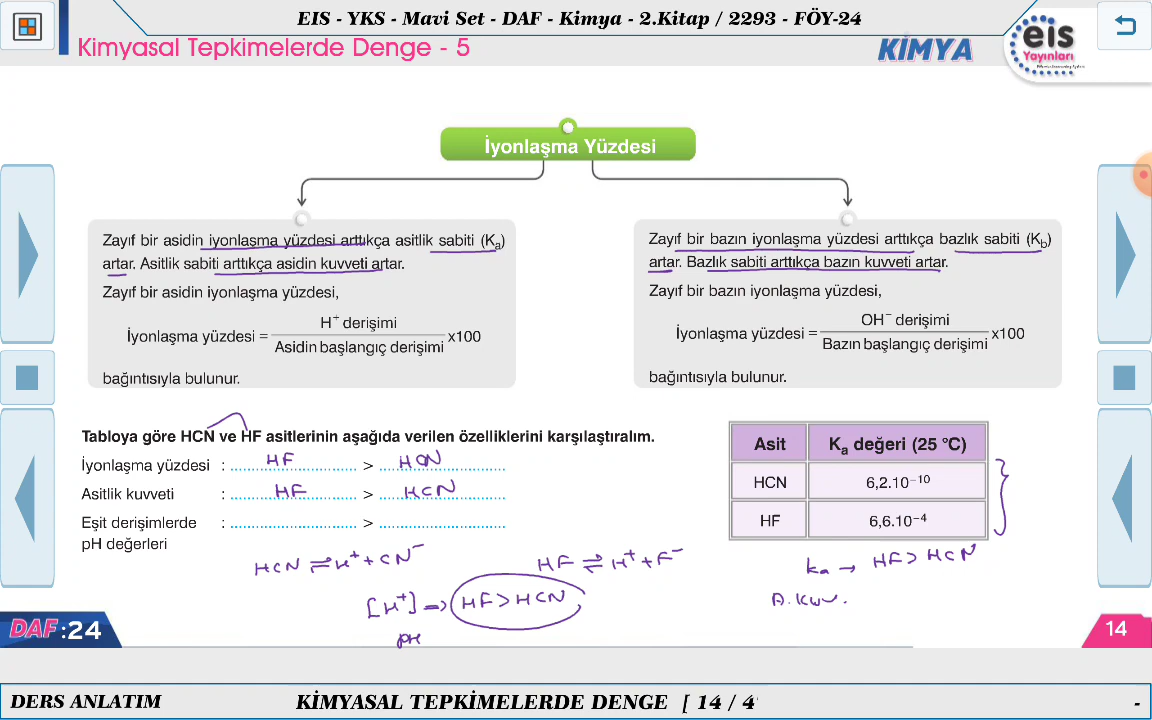 EIS - YKS - Mavi Set - DAF - Kimya - 2.Kitap / 2293 - FÖY-24
Kimyasal Tepkimelerde Denge - 5
KİMYA
eis
Yayınları
İyonlaşma Yüzdesi
Zayıf bir asidin iyonlaşma yüzdesi arttıkça asitlik sabiti (Ka)
artar. Asitlik sabiti arttıkça asidin kuvveti artar.
Zayıf bir asidin iyonlaşma yüzdesi,
İyonlaşma yüzdesi = H+ derişimi / Asidin başlangıç derişimi x100
bağıntısıyla bulunur.
Zayıf bir bazın iyonlaşma yüzdesi arttıkça bazlık sabiti (Kb)
artar. Bazlık sabiti arttıkça bazın kuvveti artar.
Zayıf bir bazın iyonlaşma yüzdesi,
İyonlaşma yüzdesi = OH− derişimi / Bazın başlangıç derişimi x100
bağıntısıyla bulunur.
Tabloya göre HCN ve HF asitlerinin aşağıda verilen özelliklerini karşılaştıralım.
İyonlaşma yüzdesi : HF > HCN
Asitlik kuvveti : HF > HCN
Eşit derişimlerde : .............................. > ..............................
pH değerleri
Asit Ka değeri (25 °C)
HCN 6,2.10−10
HF 6,6.10−4
HCN ⇌ H+ + CN−
HF ⇌ H+ + F−
Ka → HF > HCN
[H+] ⇒ HF > HCN
A. Kuv.
pH
DAF :24
14
DERS ANLATIM
KİMYASAL TEPKİMELERDE DENGE [ 14 / 4
-